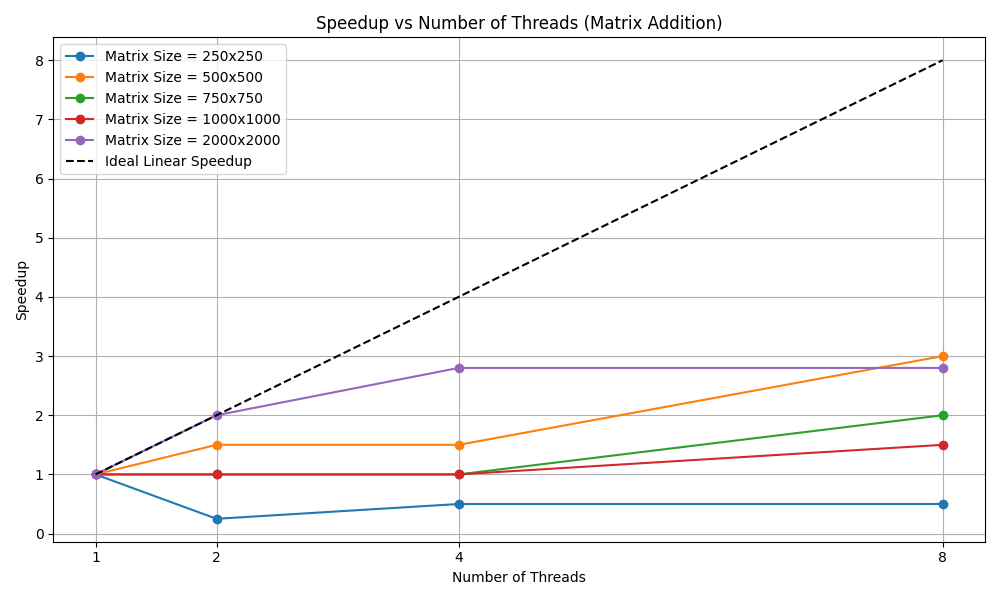 Speedup vs Number of Threads (Matrix Addition)
Matrix Size = 250x250
Matrix Size = 500x500
Matrix Size = 750x750
Matrix Size = 1000x1000
Matrix Size = 2000x2000
Ideal Linear Speedup
8
7
6
5
4
3
2
1
0
Speedup
1 2 4 8
Number of Threads